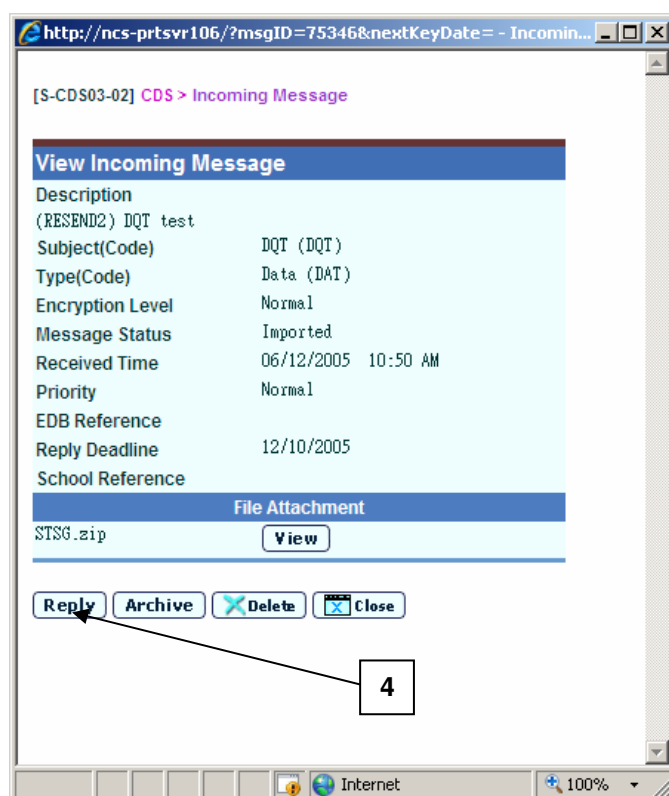 http://ncs-prtsvr106/?msgID=75346&nextKeyDate= - Incomin...
[S-CDS03-02] CDS > Incoming Message
View Incoming Message
Description
(RESEND2) DQT test
Subject(Code) DQT (DQT)
Type(Code) Data (DAT)
Encryption Level Normal
Message Status Imported
Received Time 06/12/2005 10:50 AM
Priority Normal
EDB Reference
Reply Deadline 12/10/2005
School Reference
File Attachment
STSG.zip View
Reply Archive Delete Close
4
Internet 100%